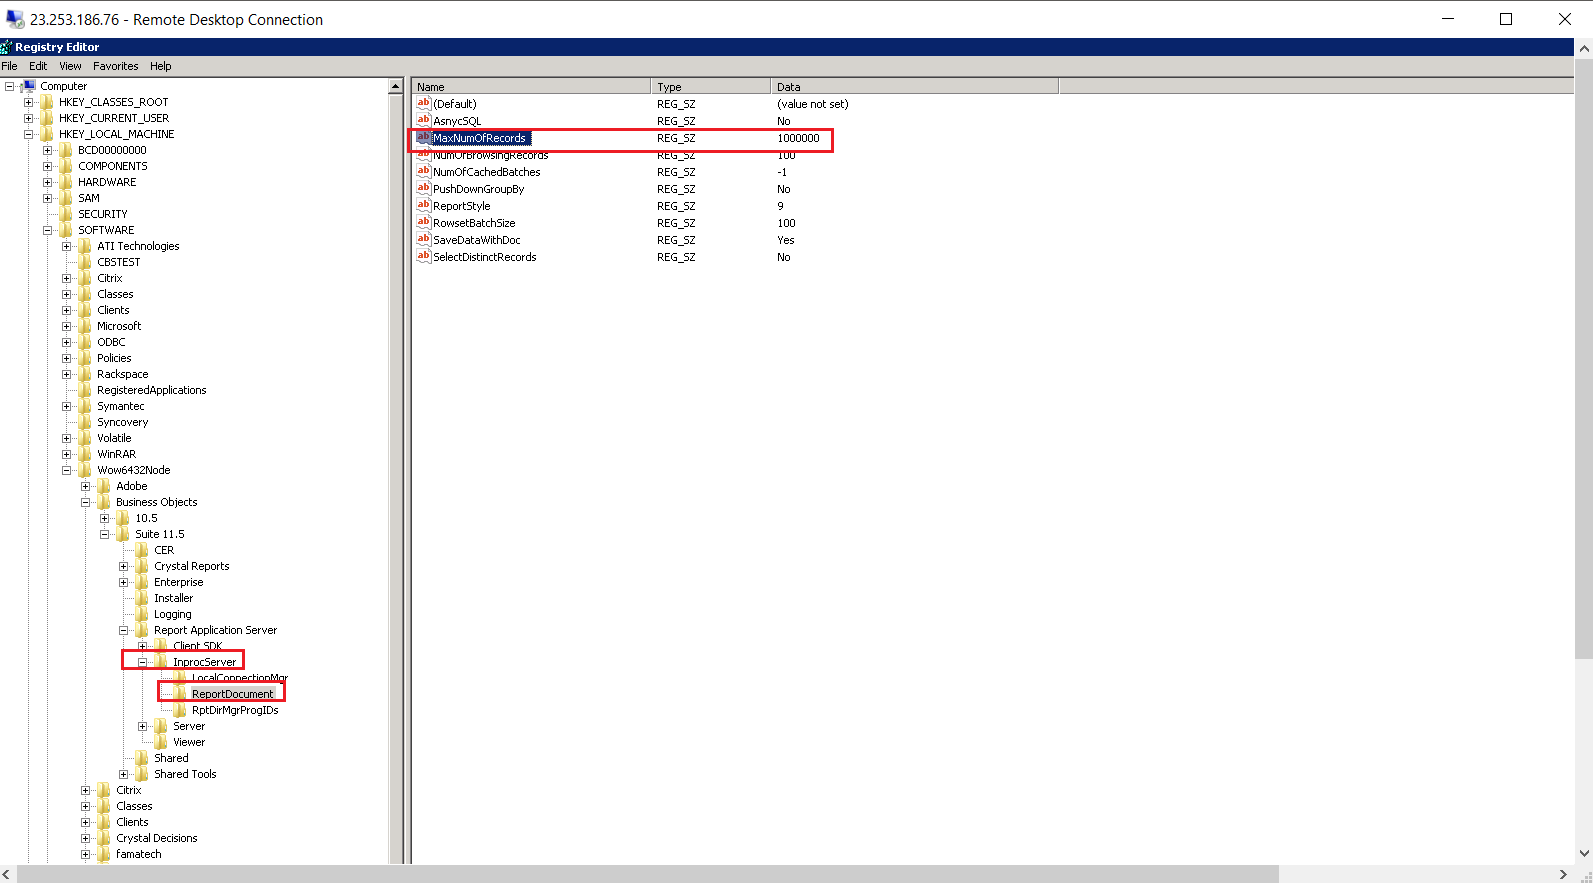 23.253.186.76 - Remote Desktop Connection
Registry Editor
File Edit View Favorites Help
Computer
HKEY_CLASSES_ROOT
HKEY_CURRENT_USER
HKEY_LOCAL_MACHINE
BCD00000000
COMPONENTS
HARDWARE
SAM
SECURITY
SOFTWARE
ATI Technologies
CBSTEST
Citrix
Classes
Clients
Microsoft
ODBC
Policies
Rackspace
RegisteredApplications
Symantec
Syncovery
Volatile
WinRAR
Wow6432Node
Adobe
Business Objects
10.5
Suite 11.5
CER
Crystal Reports
Enterprise
Installer
Logging
Report Application Server
Client SDK
InprocServer
LocalConnectionMgr
ReportDocument
RptDirMgrProgIDs
Server
Viewer
Shared
Shared Tools
Citrix
Classes
Clients
Crystal Decisions
famatech
Name Type Data
(Default) REG_SZ (value not set)
AsnycSQL REG_SZ No
MaxNumOfRecords REG_SZ 1000000
NumOfBrowsingRecords REG_SZ 100
NumOfCachedBatches REG_SZ -1
PushDownGroupBy REG_SZ No
ReportStyle REG_SZ 9
RowsetBatchSize REG_SZ 100
SaveDataWithDoc REG_SZ Yes
SelectDistinctRecords REG_SZ No